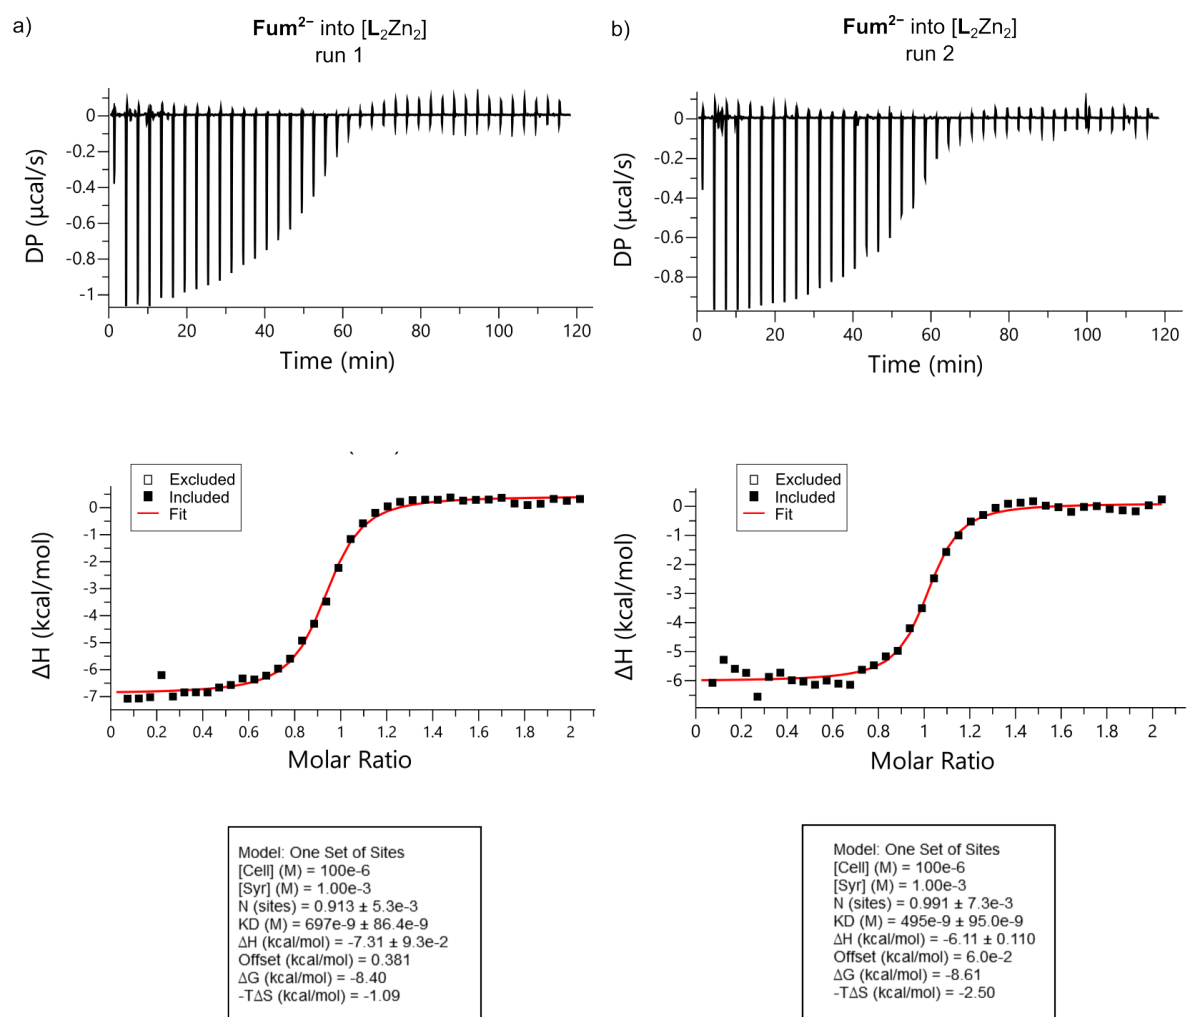 a)
Fum²⁻ into [L₂Zn₂]
run 1
0
-0.2
-0.4
-0.6
-0.8
-1
DP (µcal/s)
0 20 40 60 80 100 120
Time (min)
b)
Fum²⁻ into [L₂Zn₂]
run 2
0
-0.2
-0.4
-0.6
-0.8
DP (µcal/s)
0 20 40 60 80 100 120
Time (min)
Excluded
Included
Fit
0
-1
-2
-3
-4
-5
-6
-7
ΔH (kcal/mol)
0 0.2 0.4 0.6 0.8 1 1.2 1.4 1.6 1.8 2
Molar Ratio
Excluded
Included
Fit
0
-1
-2
-3
-4
-5
-6
ΔH (kcal/mol)
0 0.2 0.4 0.6 0.8 1 1.2 1.4 1.6 1.8 2
Molar Ratio
Model: One Set of Sites
[Cell] (M) = 100e-6
[Syr] (M) = 1.00e-3
N (sites) = 0.913 ± 5.3e-3
KD (M) = 697e-9 ± 86.4e-9
ΔH (kcal/mol) = -7.31 ± 9.3e-2
Offset (kcal/mol) = 0.381
ΔG (kcal/mol) = -8.40
-TΔS (kcal/mol) = -1.09
Model: One Set of Sites
[Cell] (M) = 100e-6
[Syr] (M) = 1.00e-3
N (sites) = 0.991 ± 7.3e-3
KD (M) = 495e-9 ± 95.0e-9
ΔH (kcal/mol) = -6.11 ± 0.110
Offset (kcal/mol) = 6.0e-2
ΔG (kcal/mol) = -8.61
-TΔS (kcal/mol) = -2.50